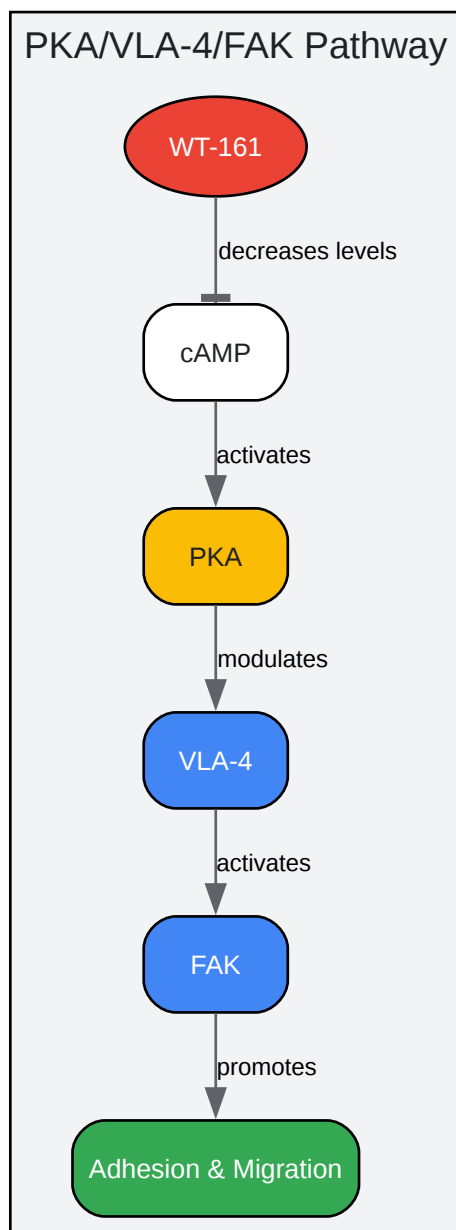 PKA/VLA-4/FAK Pathway
WT-161
decreases levels
cAMP
activates
PKA
modulates
VLA-4
activates
FAK
promotes
Adhesion & Migration